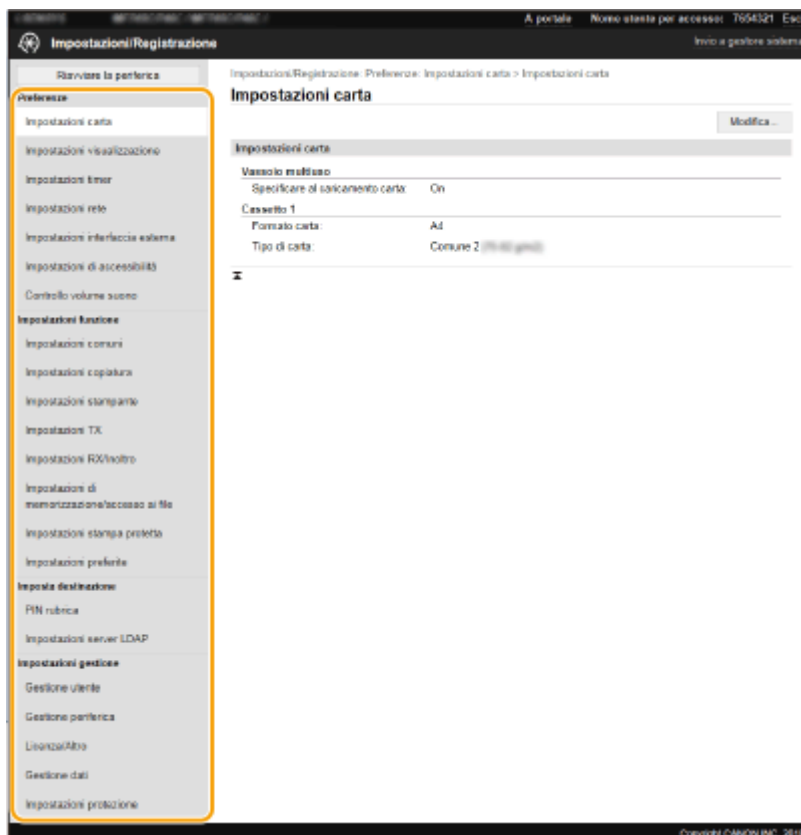 A portale Nome utente per accesso: 7654321 Esc
Impostazioni/Registrazione
Invio a gestore sistema
Riavviare la periferica
Preferenze
Impostazioni carta
Impostazioni visualizzazione
Impostazioni timer
Impostazioni rete
Impostazioni interfaccia esterna
Impostazioni di accessibilità
Controllo volume suono
Impostazioni funzione
Impostazioni comuni
Impostazioni copiatura
Impostazioni stampante
Impostazioni TX
Impostazioni RX/Inoltro
Impostazioni di
memorizzazione/accesso ai file
Impostazioni stampa protetta
Impostazioni preferite
Imposta destinazione
PIN rubrica
Impostazioni server LDAP
Impostazioni gestione
Gestione utente
Gestione periferica
Licenza/Altro
Gestione dati
Impostazioni protezione
Impostazioni/Registrazione: Preferenze: Impostazioni carta > Impostazioni carta
Impostazioni carta
Modifica...
Impostazioni carta
Vassoio multiuso
Specificare al caricamento carta: On
Cassetto 1
Formato carta: A4
Tipo di carta: Comune 2
Copyright CANON INC.